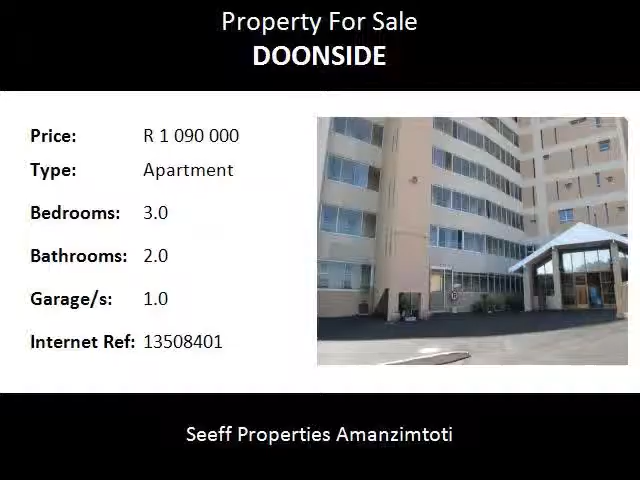 Property For Sale
DOONSIDE
Price: R 1 090 000
Type: Apartment
Bedrooms: 3.0
Bathrooms: 2.0
Garage/s: 1.0
Internet Ref: 13508401
Seeff Properties Amanzimtoti